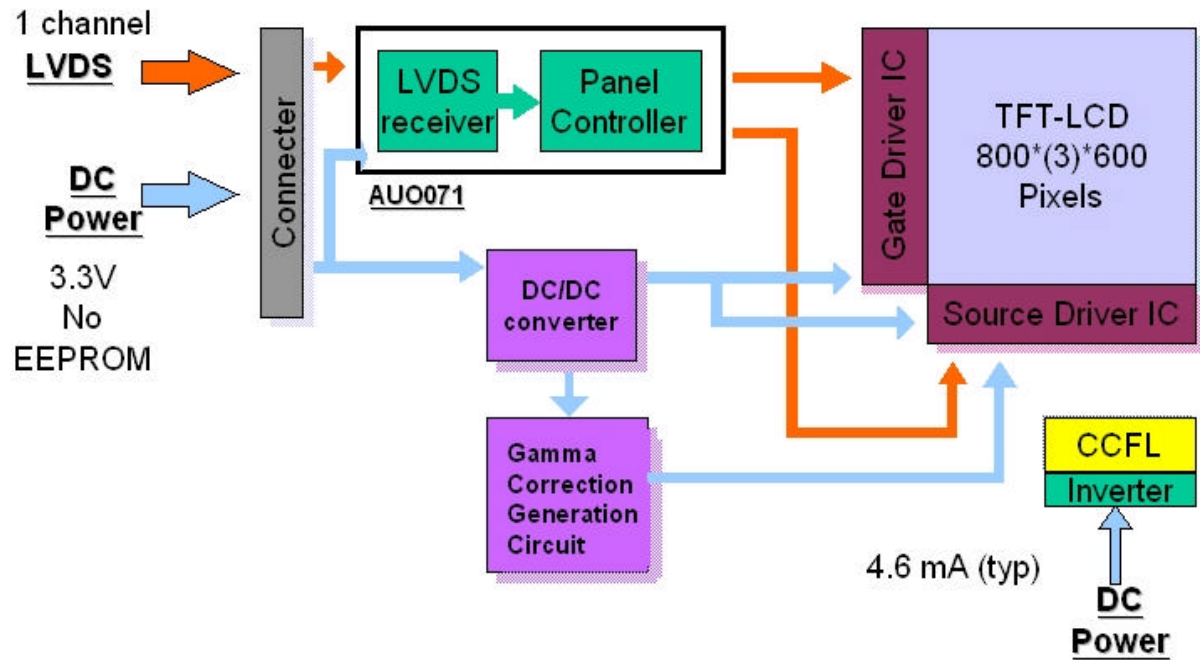 1 channel
LVDS
DC
Power
3.3V
No
EEPROM
Connecter
LVDS
receiver
Panel
Controller
AUO071
DC/DC
converter
Gamma
Correction
Generation
Circuit
Gate Driver IC
TFT-LCD
800*(3)*600
Pixels
Source Driver IC
CCFL
Inverter
4.6 mA (typ)
DC
Power